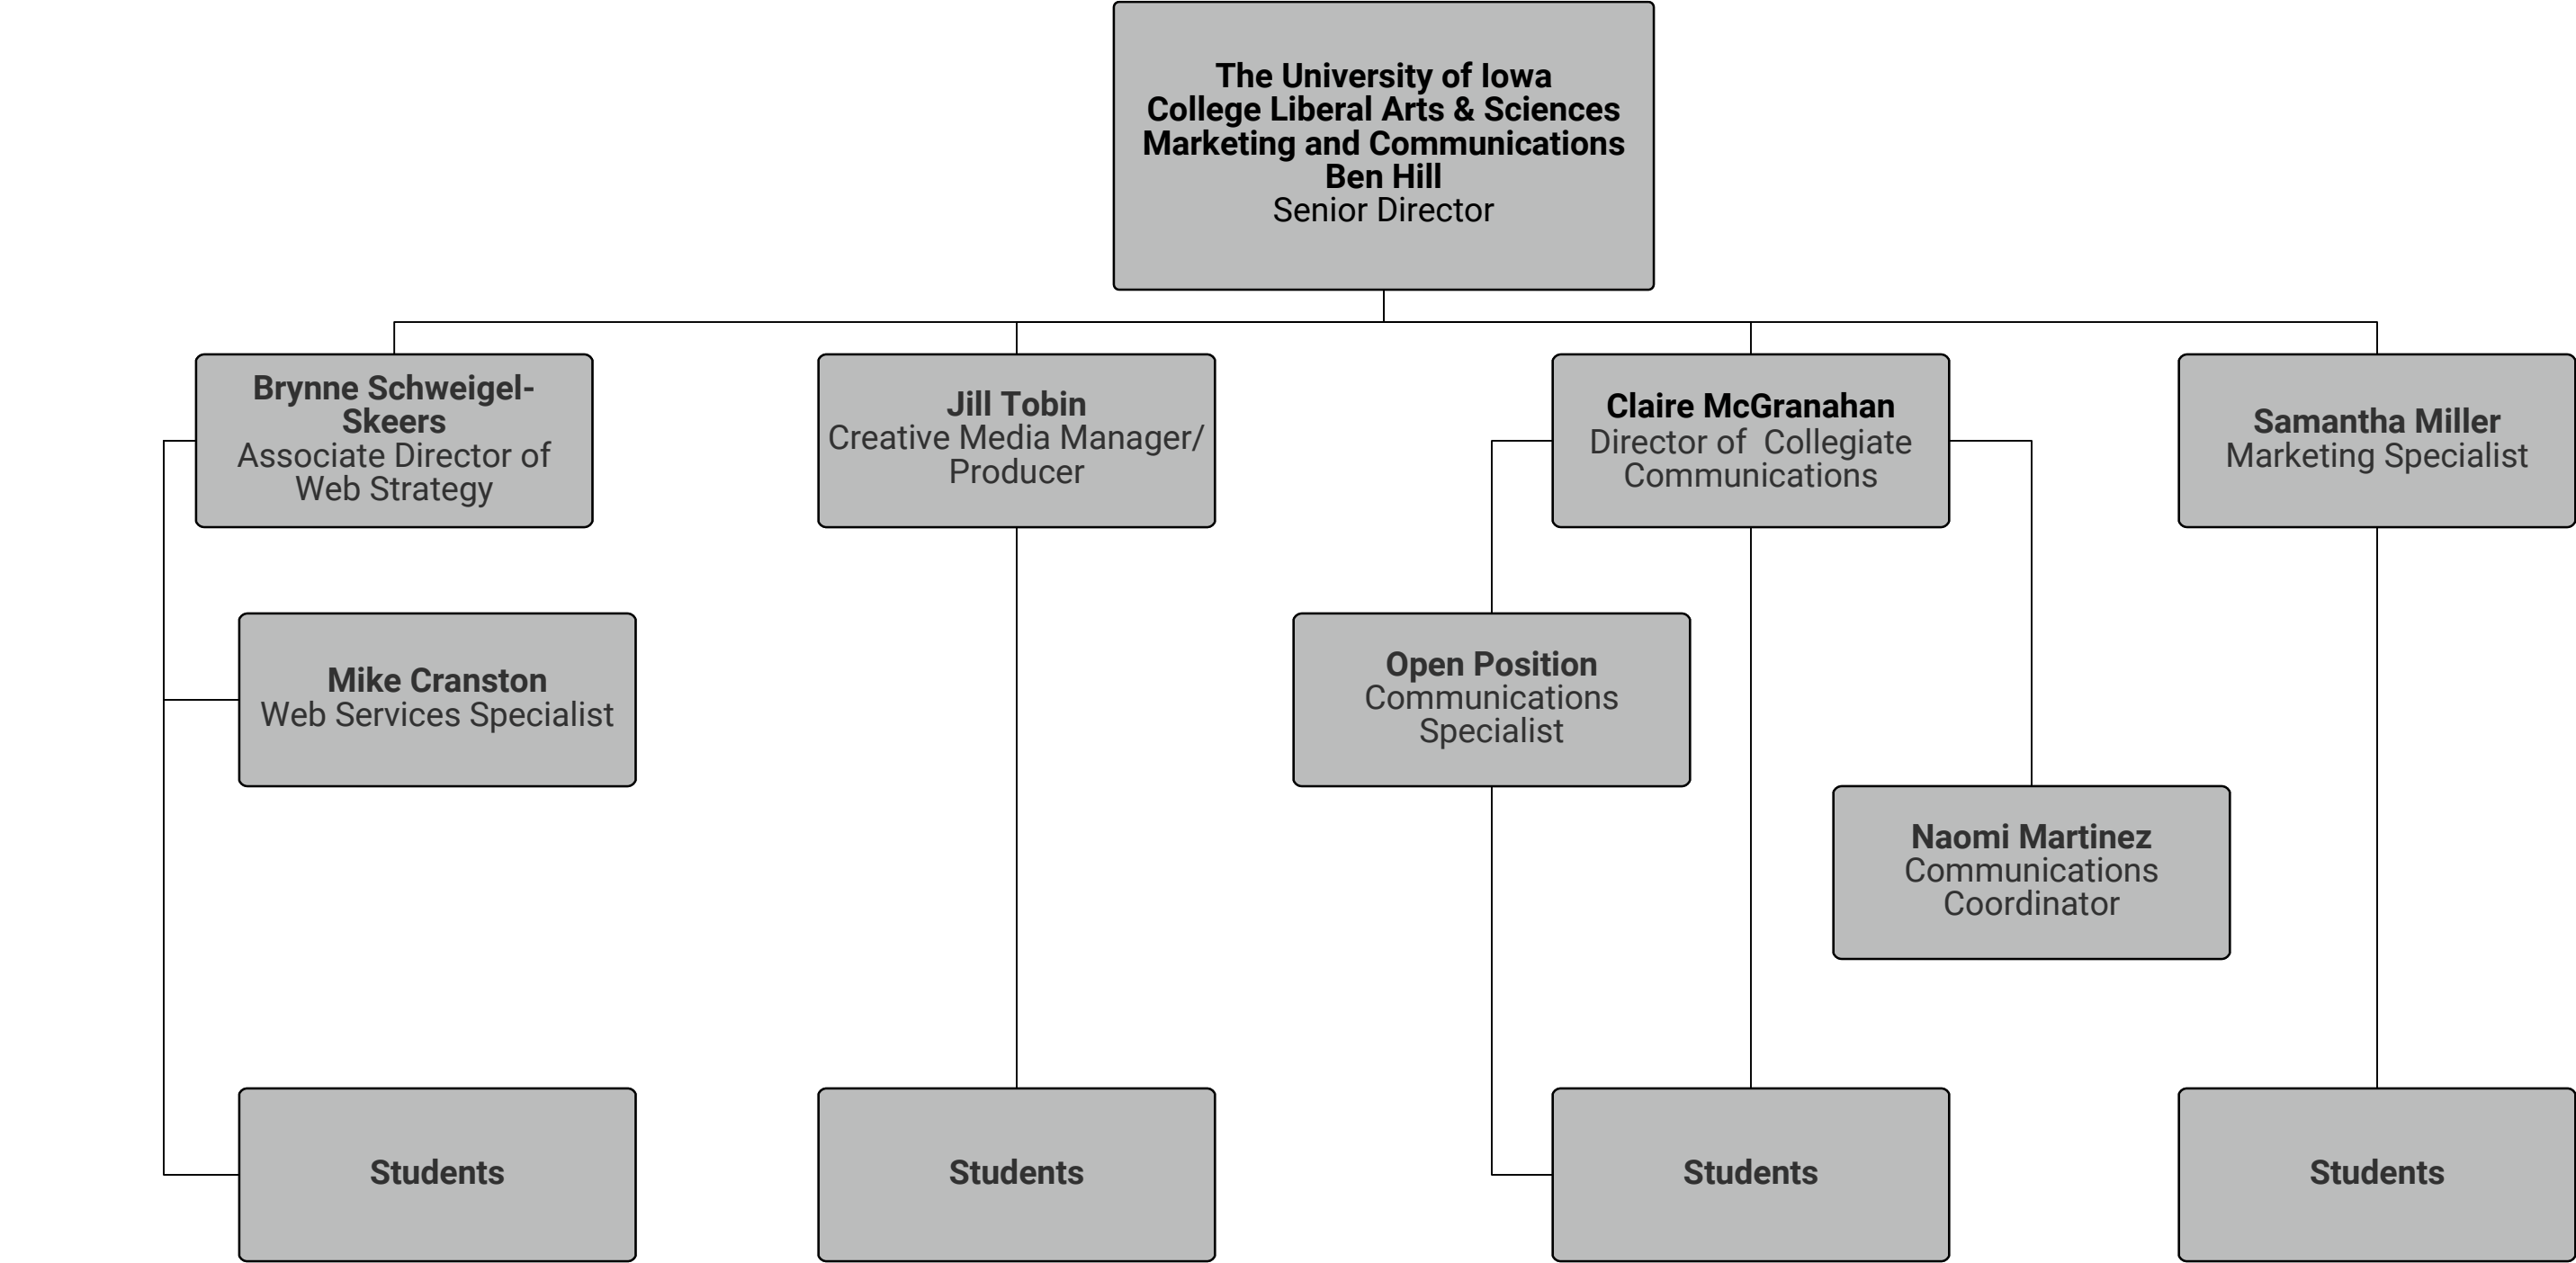 The University of Iowa
College Liberal Arts & Sciences
Marketing and Communications
Ben Hill
Senior Director
Brynne Schweigel-
Skeers
Associate Director of
Web Strategy
Jill Tobin
Creative Media Manager/
Producer
Claire McGranahan
Director of  Collegiate
Communications
Samantha Miller
Marketing Specialist
Mike Cranston
Web Services Specialist
Open Position
Communications
Specialist
Naomi Martinez
Communications
Coordinator
Students
Students
Students
Students